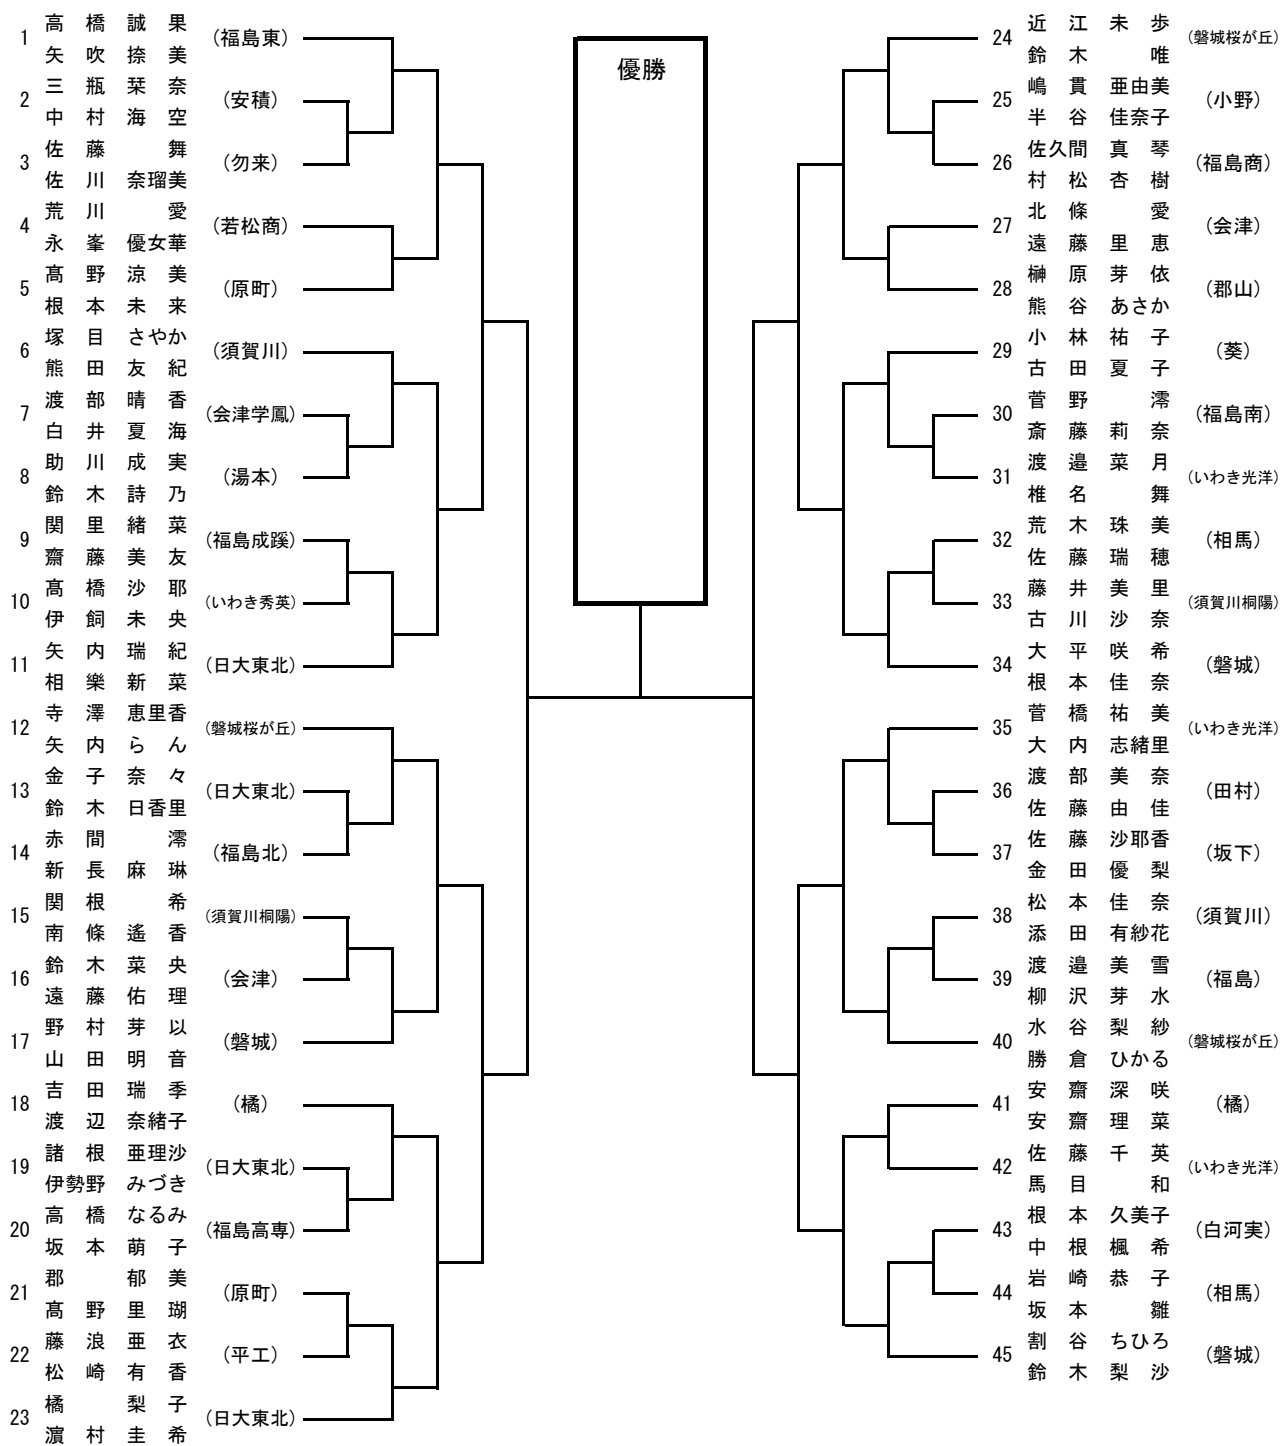 優勝
1 高橋誠果 (福島東)
矢吹捺美
2 三瓶栞奈 (安積)
中村海空
3 佐藤舞 (勿来)
佐川奈瑠美
4 荒川愛 (若松商)
永峯優女華
5 髙野涼美 (原町)
根本未来
6 塚目さやか (須賀川)
熊田友紀
7 渡部晴香 (会津学鳳)
白井夏海
8 助川成実 (湯本)
鈴木詩乃
9 関里緒菜 (福島成蹊)
齋藤美友
10 髙橋沙耶 (いわき秀英)
伊飼未央
11 矢内瑞紀 (日大東北)
相樂新菜
12 寺澤恵里香 (磐城桜が丘)
矢内らん
13 金子奈々 (日大東北)
鈴木日香里
14 赤間澪 (福島北)
新長麻琳
15 関根希 (須賀川桐陽)
南條遙香
16 鈴木菜央 (会津)
遠藤佑理
17 野村芽以 (磐城)
山田明音
18 吉田瑞季 (橘)
渡辺奈緒子
19 諸根亜理沙 (日大東北)
伊勢野みづき
20 高橋なるみ (福島高専)
坂本萌子
21 郡郁美 (原町)
髙野里瑚
22 藤浪亜衣 (平工)
松崎有香
23 橘梨子 (日大東北)
濵村圭希
24 近江未歩 (磐城桜が丘)
鈴木唯
25 嶋貫亜由美 (小野)
半谷佳奈子
26 佐久間真琴 (福島商)
村松杏樹
27 北條愛 (会津)
遠藤里恵
28 榊原芽依 (郡山)
熊谷あさか
29 小林祐子 (葵)
古田夏子
30 菅野澪 (福島南)
斎藤莉奈
31 渡邉菜月 (いわき光洋)
椎名舞
32 荒木珠美 (相馬)
佐藤瑞穂
33 藤井美里 (須賀川桐陽)
古川沙奈
34 大平咲希 (磐城)
根本佳奈
35 菅橋祐美 (いわき光洋)
大内志緒里
36 渡部美奈 (田村)
佐藤由佳
37 佐藤沙耶香 (坂下)
金田優梨
38 松本佳奈 (須賀川)
添田有紗花
39 渡邉美雪 (福島)
柳沢芽水
40 水谷梨紗 (磐城桜が丘)
勝倉ひかる
41 安齋深咲 (橘)
安齋理菜
42 佐藤千英 (いわき光洋)
馬目和
43 根本久美子 (白河実)
中根楓希
44 岩崎恭子 (相馬)
坂本雛
45 割谷ちひろ (磐城)
鈴木梨沙